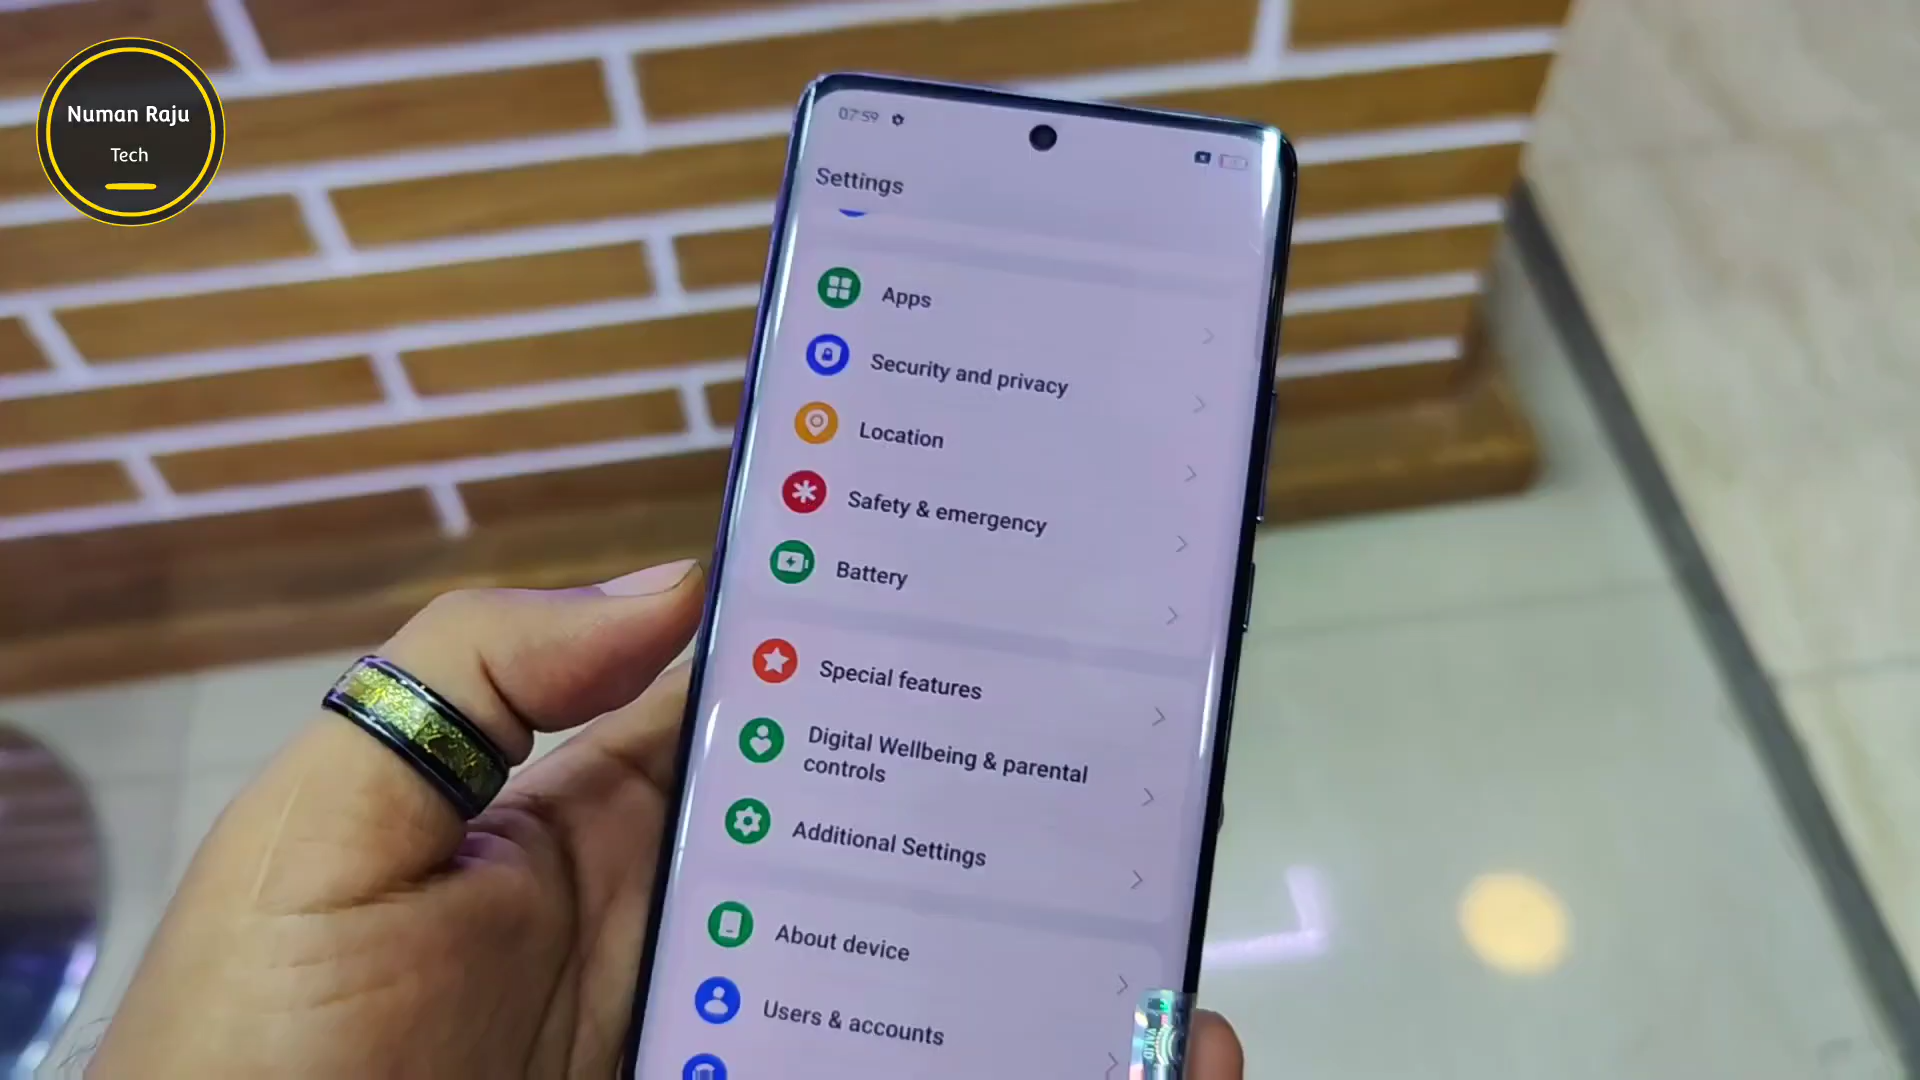 Numan Raju
Tech
07:59
Settings
Apps
Security and privacy
Location
Safety & emergency
Battery
Special features
Digital Wellbeing & parental
controls
Additional Settings
About device
Users & accounts
VALID